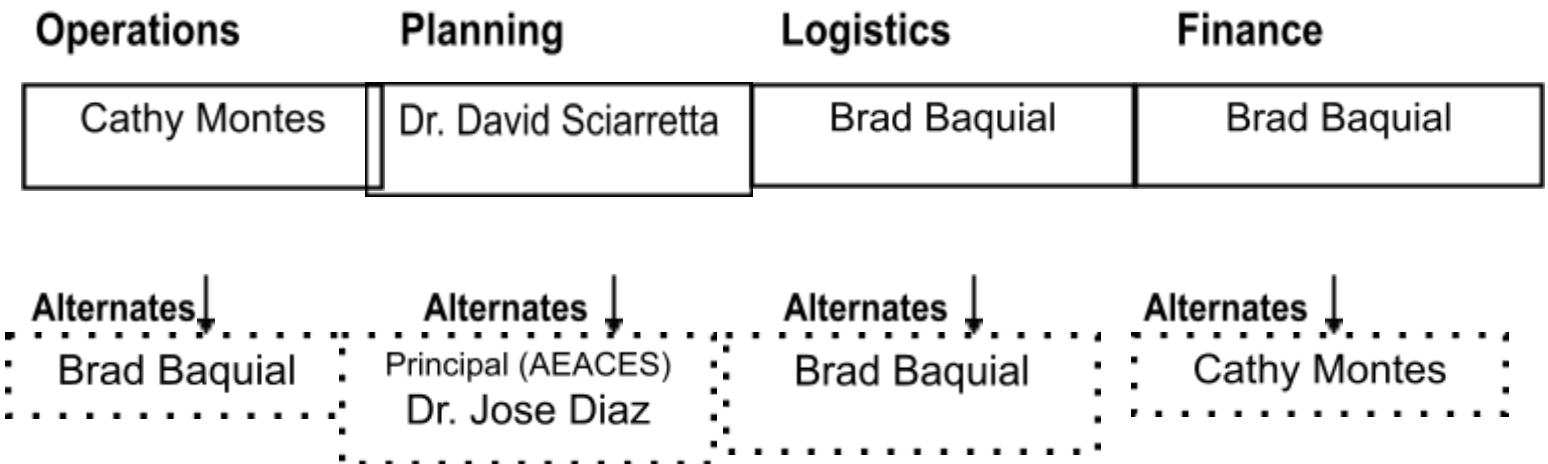 Operations Planning Logistics Finance
Cathy Montes Dr. David Sciarretta Brad Baquial Brad Baquial
Alternates Alternates Alternates Alternates
Brad Baquial Principal (AEACES) Brad Baquial Cathy Montes
Dr. Jose Diaz